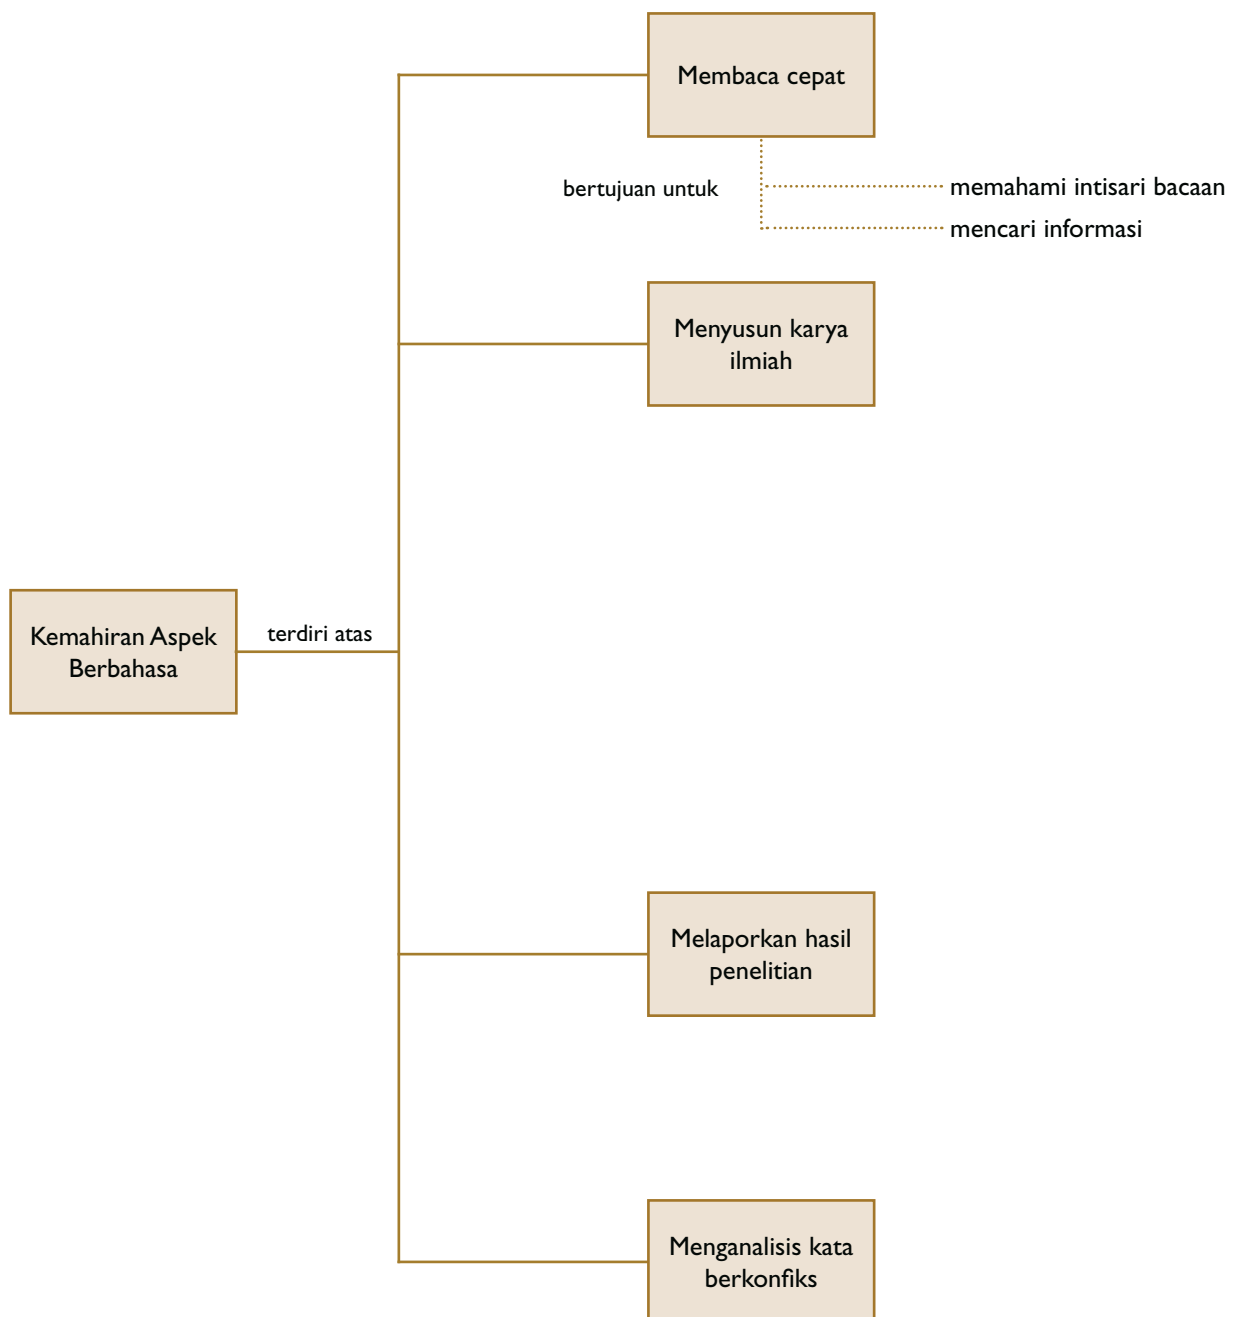 Membaca cepat
bertujuan untuk
memahami intisari bacaan
mencari informasi
Menyusun karya
ilmiah
Kemahiran Aspek
Berbahasa
terdiri atas
Melaporkan hasil
penelitian
Menganalisis kata
berkonfiks